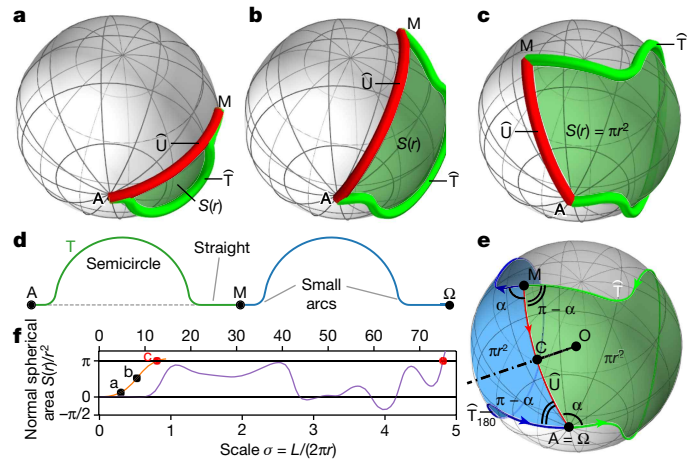 a
M
Û
T̂
S(r)
A
b
M
Û
S(r)
T̂
A
c
M
T̂
Û
S(r) = πr²
A
d
T
Semicircle
Straight
Small arcs
A
M
Ω
e
M
T̂
α
π – α
O
πr²
C
πr²
Û
π – α
α
T̂180
A = Ω
f
0 10 20 30 40 50 60 70
Normal spherical area S(r)/r²
π
0
–π/2
a
b
c
0 1 2 3 4 5
Scale σ = L/(2πr)